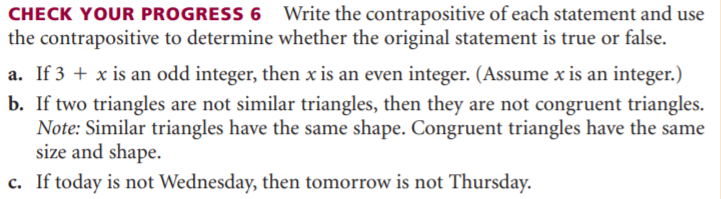 CHECK YOUR PROGRESS 6 Write the contrapositive of each statement and use
the contrapositive to determine whether the original statement is true or false.
a. If 3 + x is an odd integer, then x is an even integer. (Assume x is an integer.)
b. If two triangles are not similar triangles, then they are not congruent triangles.
Note: Similar triangles have the same shape. Congruent triangles have the same
size and shape.
c. If today is not Wednesday, then tomorrow is not Thursday.